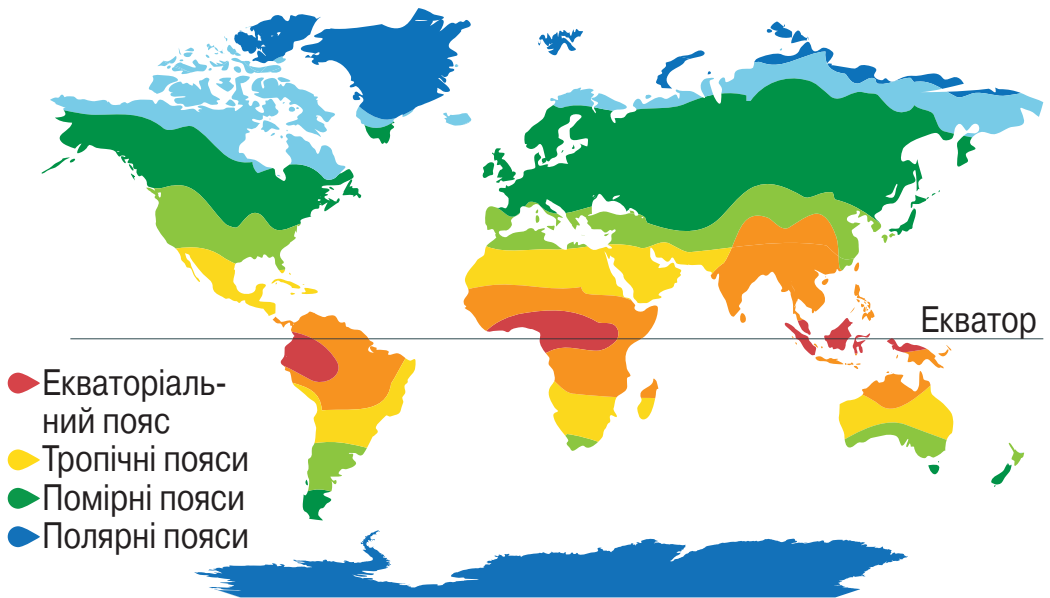 Екватор
Екваторіаль-
ний пояс
Тропічні пояси
Помірні пояси
Полярні пояси